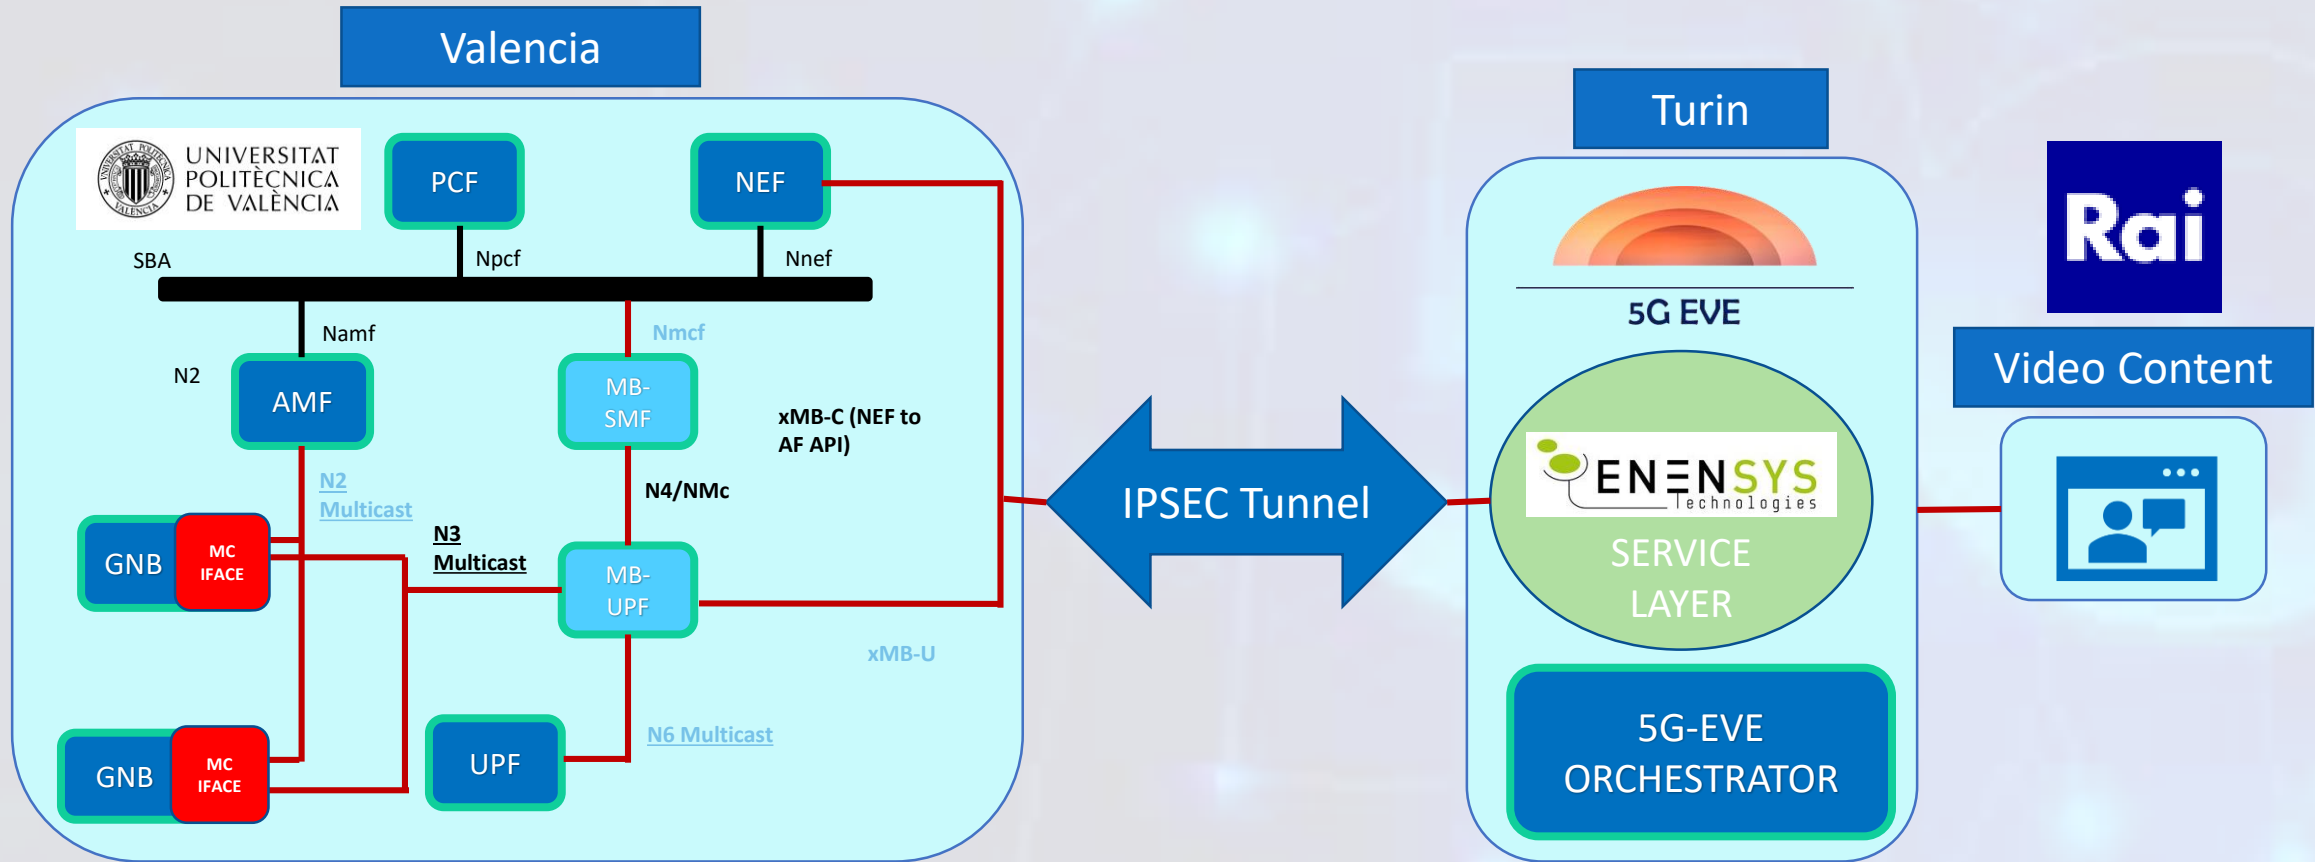 Valencia
UNIVERSITAT
POLITÈCNICA
DE VALÈNCIA
PCF
NEF
SBA
Npcf
Nnef
Namf
Nmcf
N2
AMF
MB-
SMF
xMB-C (NEF to
AF API)
N2
Multicast
N4/NMc
GNB
MC
IFACE
N3
Multicast
MB-
UPF
xMB-U
GNB
MC
IFACE
UPF
N6 Multicast
IPSEC Tunnel
Turin
5G EVE
ENENSYS
Technologies
SERVICE
LAYER
5G-EVE
ORCHESTRATOR
Rai
Video Content